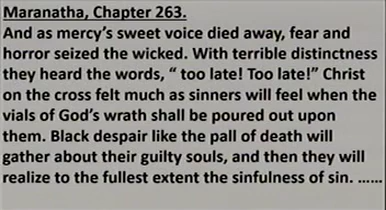 Maranatha, Chapter 263.
And as mercy’s sweet voice died away, fear and
horror seized the wicked. With terrible distinctness
they heard the words, “ too late! Too late!” Christ
on the cross felt much as sinners will feel when the
vials of God’s wrath shall be poured out upon
them. Black despair like the pall of death will
gather about their guilty souls, and then they will
realize to the fullest extent the sinfulness of sin. ……